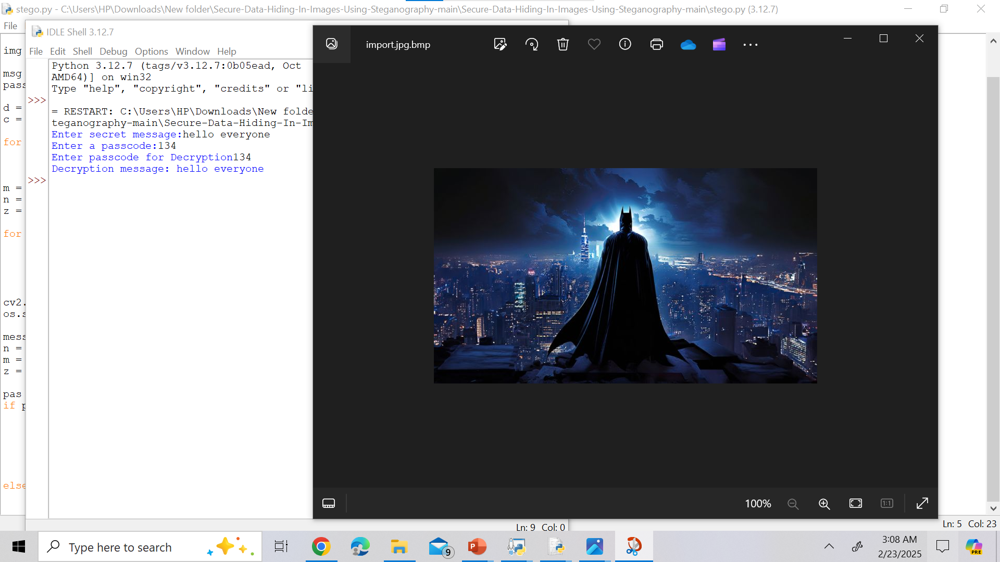 stego.py - C:\Users\HP\Downloads\New folder\Secure-Data-Hiding-In-Images-Using-Steganography-main\Secure-Data-Hiding-In-Images-Using-Steganography-main\stego.py (3.12.7)
File
img
msg
pass
d =
c =
for
m =
n =
z =
for
cv2.
os.s
mess
n =
m =
z =
pas
if p
else
IDLE Shell 3.12.7
File Edit Shell Debug Options Window Help
Python 3.12.7 (tags/v3.12.7:0b05ead, Oct
AMD64)] on win32
Type "help", "copyright", "credits" or "li
>>>
= RESTART: C:\Users\HP\Downloads\New folde
teganography-main\Secure-Data-Hiding-In-Im
Enter secret message:hello everyone
Enter a passcode:134
Enter passcode for Decryption134
Decryption message: hello everyone
>>>
Ln: 9 Col: 0
import.jpg.bmp
100%
1:1
Ln: 5 Col: 23
Type here to search
9
P
3:08 AM
2/23/2025
PRE